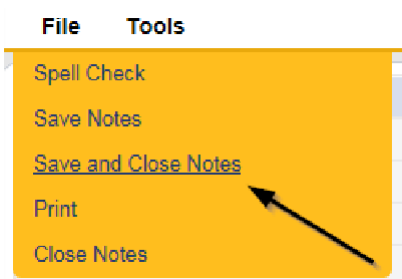 File Tools
Spell Check
Save Notes
Save and Close Notes
Print
Close Notes